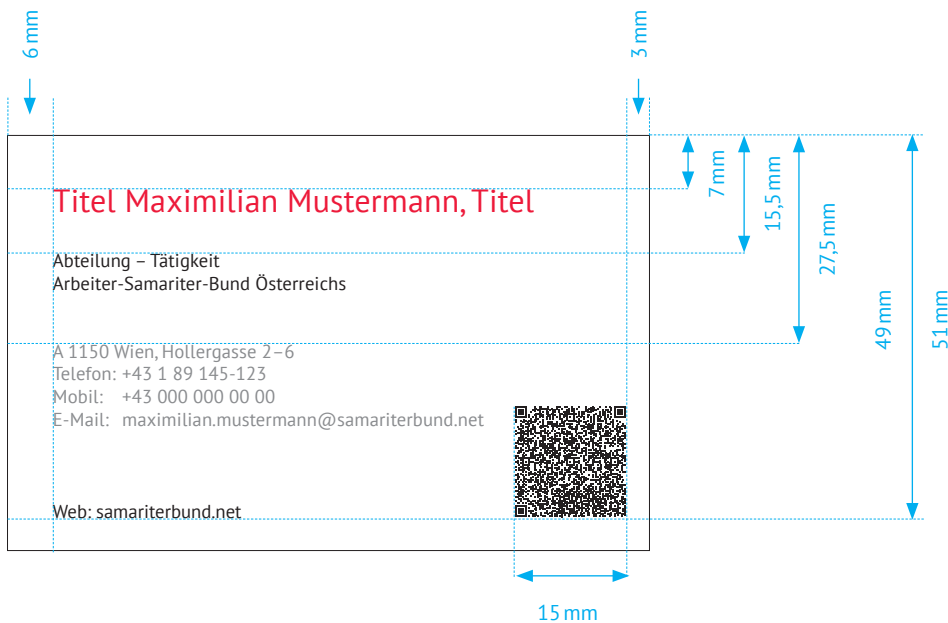 6 mm
3 mm
Titel Maximilian Mustermann, Titel
7 mm
15,5 mm
27,5 mm
49 mm
51 mm
Abteilung – Tätigkeit
Arbeiter-Samariter-Bund Österreichs
A 1150 Wien, Hollergasse 2–6
Telefon: +43 1 89 145-123
Mobil: +43 000 000 00 00
E-Mail: maximilian.mustermann@samariterbund.net
Web: samariterbund.net
15 mm